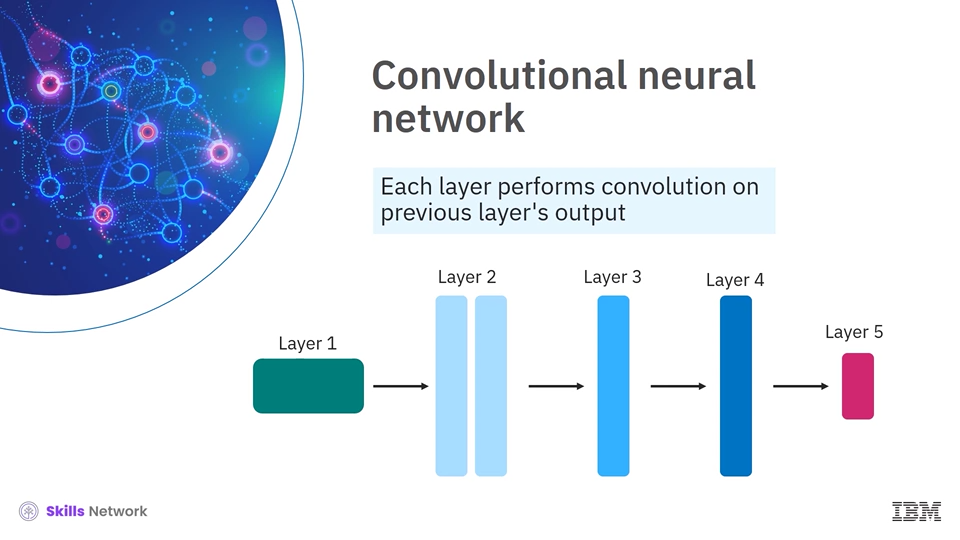 Convolutional neural
network
Each layer performs convolution on
previous layer's output
Layer 1
Layer 2
Layer 3
Layer 4
Layer 5
Skills Network
IBM